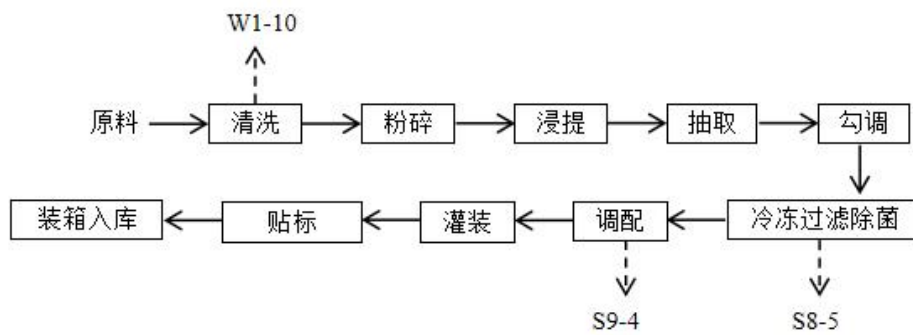 W1-10
原料 清洗 粉碎 浸提 抽取 勾调
装箱入库 贴标 灌装 调配 冷冻过滤除菌
S9-4 S8-5